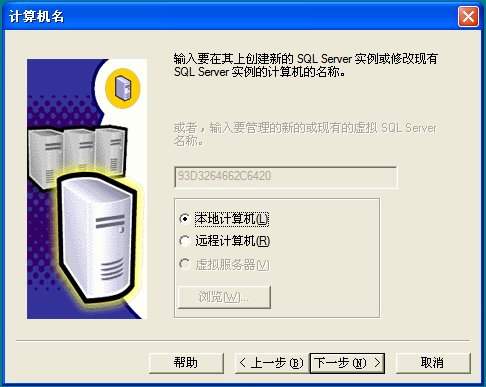 计算机名
输入要在其上创建新的 SQL Server 实例或修改现有
SQL Server 实例的计算机的名称。
或者，输入要管理的新的或现有的虚拟 SQL Server
名称。
93D3264662C6420
本地计算机(L)
远程计算机(R)
虚拟服务器(V)
浏览(W)...
帮助
< 上一步(B)
下一步(N) >
取消